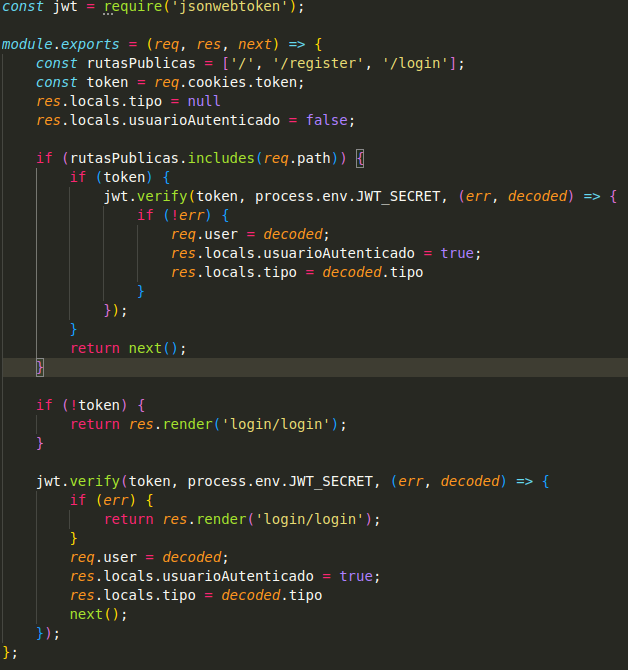 const jwt = require('jsonwebtoken');
module.exports = (req, res, next) => {
const rutasPublicas = ['/', '/register', '/login'];
const token = req.cookies.token;
res.locals.tipo = null
res.locals.usuarioAutenticado = false;
if (rutasPublicas.includes(req.path)) {
if (token) {
jwt.verify(token, process.env.JWT_SECRET, (err, decoded) => {
if (!err) {
req.user = decoded;
res.locals.usuarioAutenticado = true;
res.locals.tipo = decoded.tipo
}
});
}
return next();
}
if (!token) {
return res.render('login/login');
}
jwt.verify(token, process.env.JWT_SECRET, (err, decoded) => {
if (err) {
return res.render('login/login');
}
req.user = decoded;
res.locals.usuarioAutenticado = true;
res.locals.tipo = decoded.tipo
next();
});
};